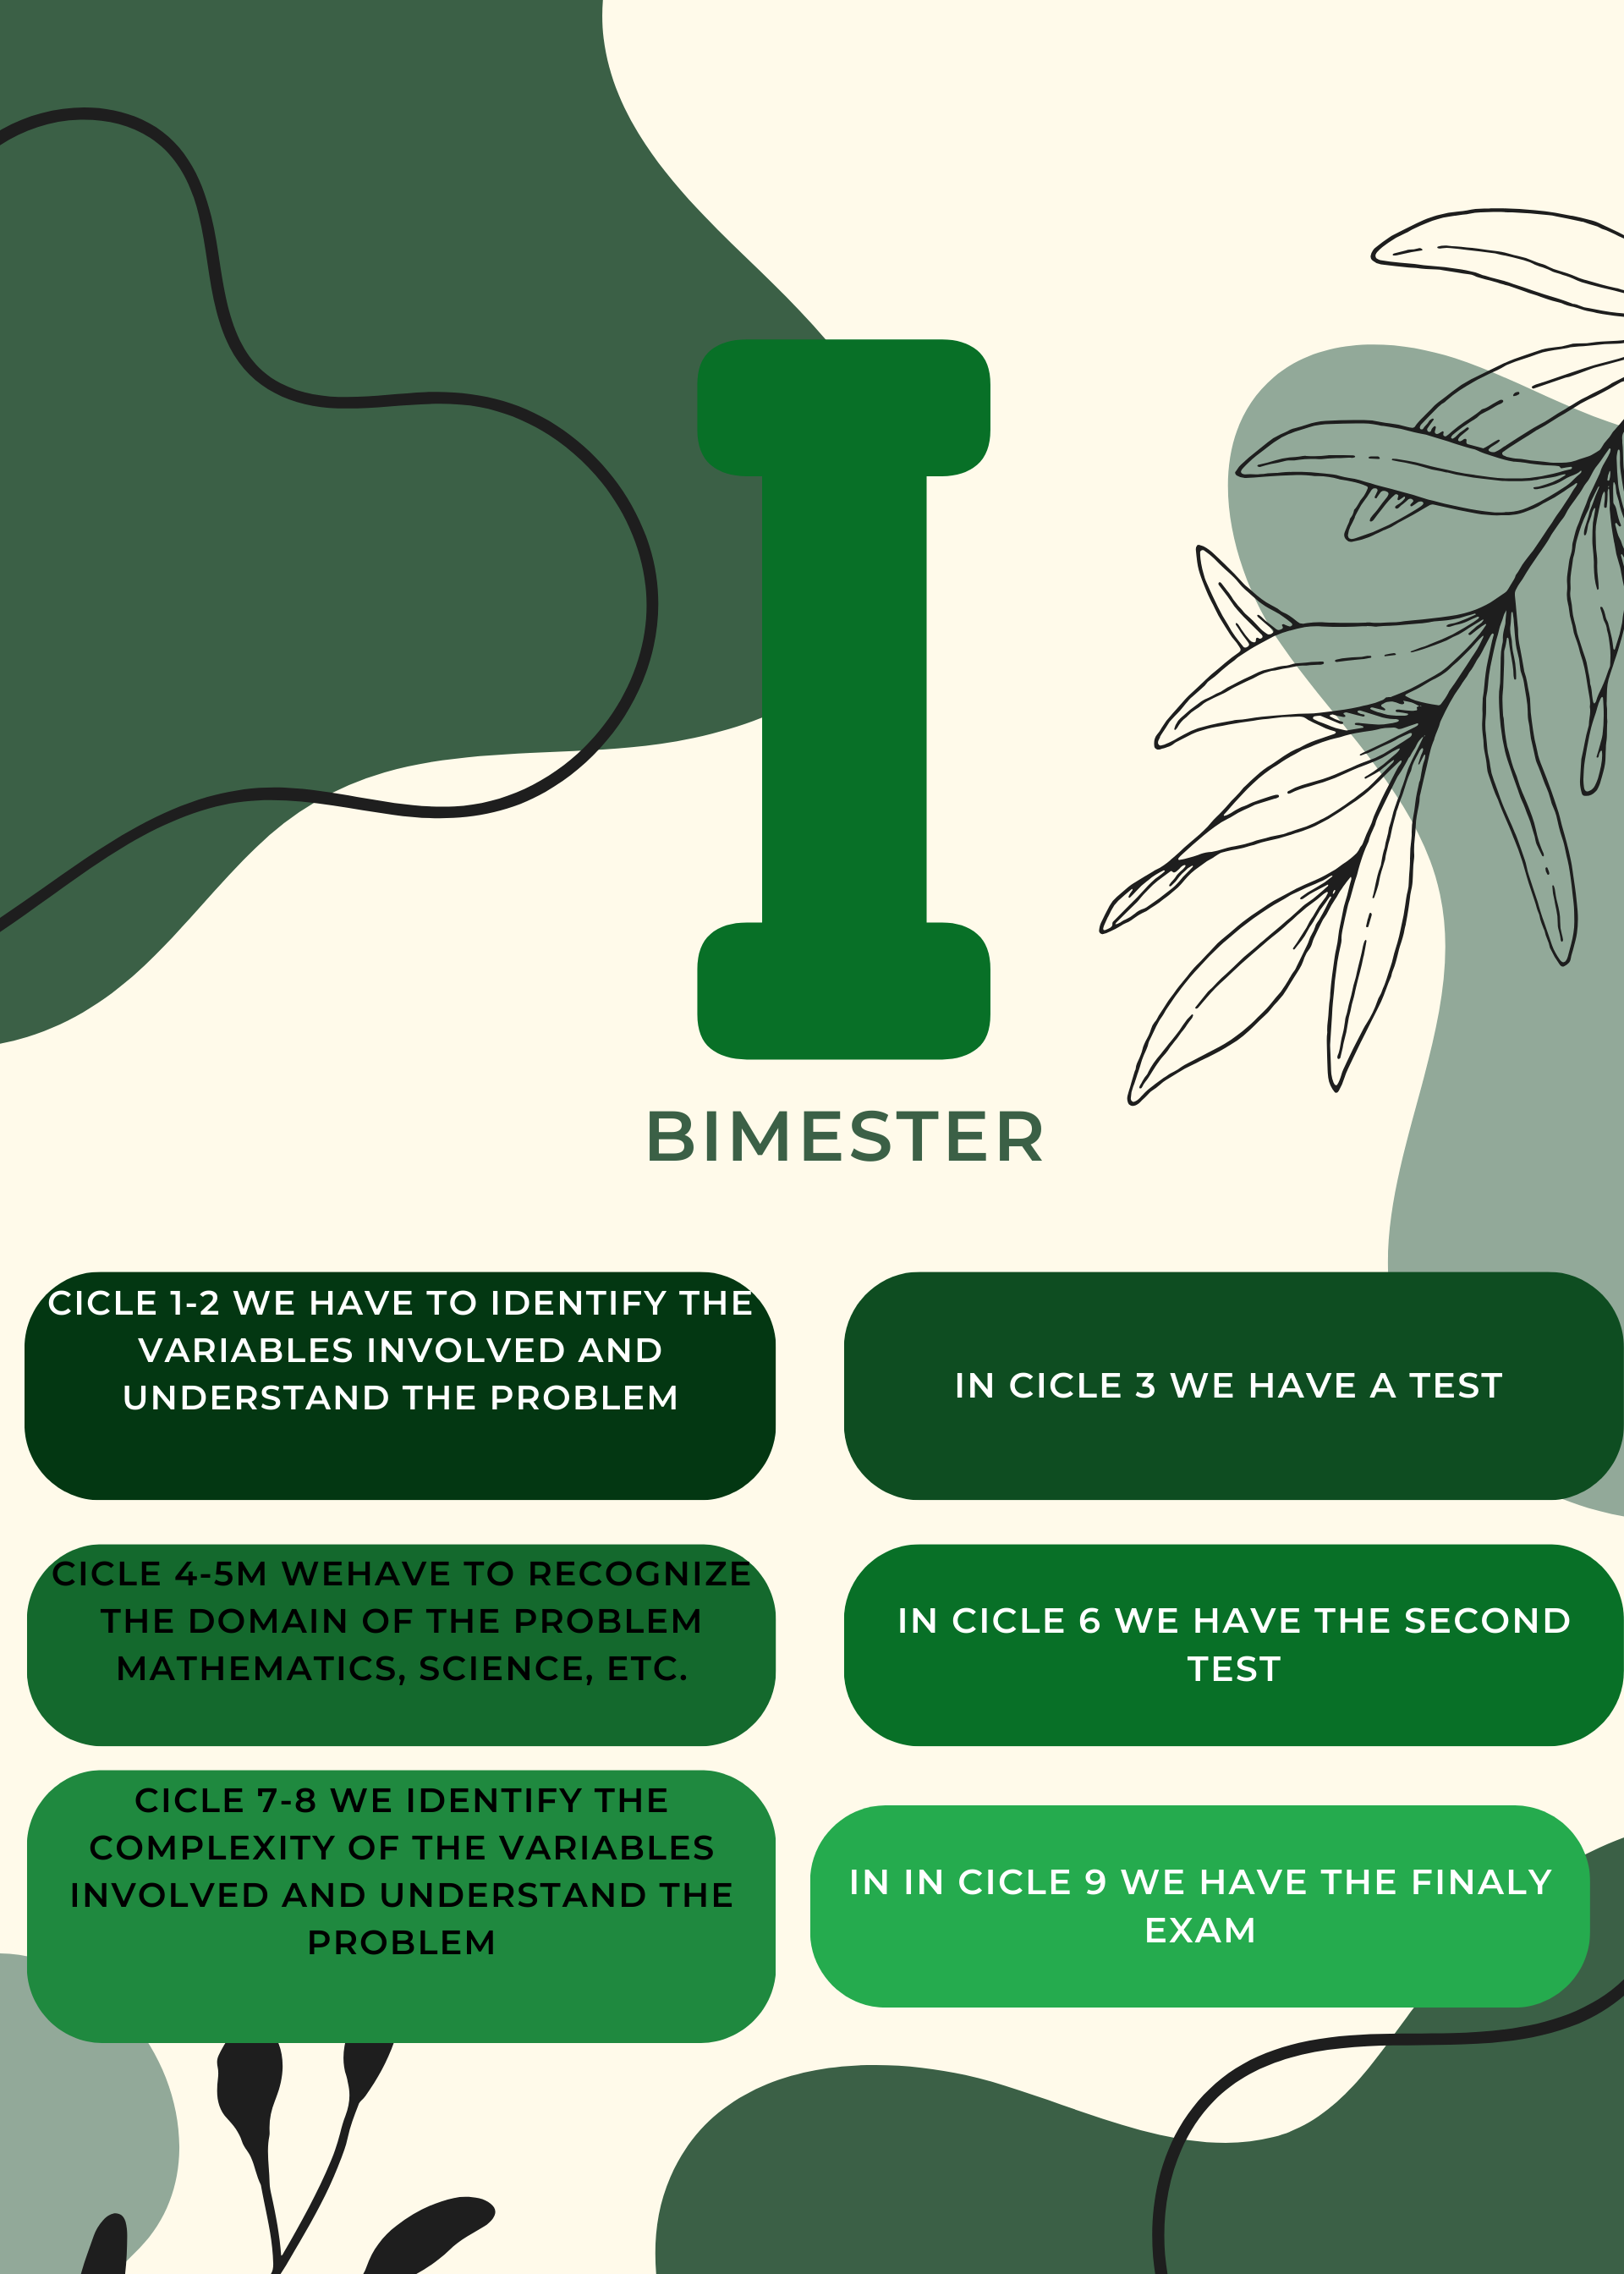 I
BIMESTER
CICLE 1-2 WE HAVE TO IDENTIFY THE
VARIABLES INVOLVED AND
UNDERSTAND THE PROBLEM
IN CICLE 3 WE HAVE A TEST
CICLE 4-5M WEHAVE TO RECOGNIZE
THE DOMAIN OF THE PROBLEM
MATHEMATICS, SCIENCE, ETC.
IN CICLE 6 WE HAVE THE SECOND
TEST
CICLE 7-8 WE IDENTIFY THE
COMPLEXITY OF THE VARIABLES
INVOLVED AND UNDERSTAND THE
PROBLEM
IN IN CICLE 9 WE HAVE THE FINALY
EXAM